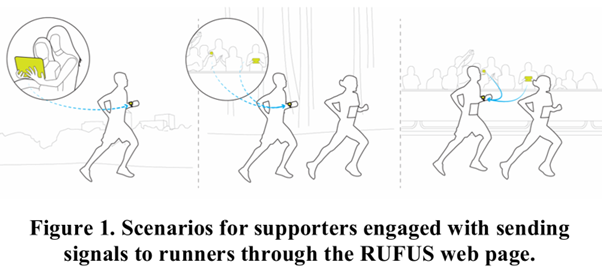 Figure 1. Scenarios for supporters engaged with sending
signals to runners through the RUFUS web page.